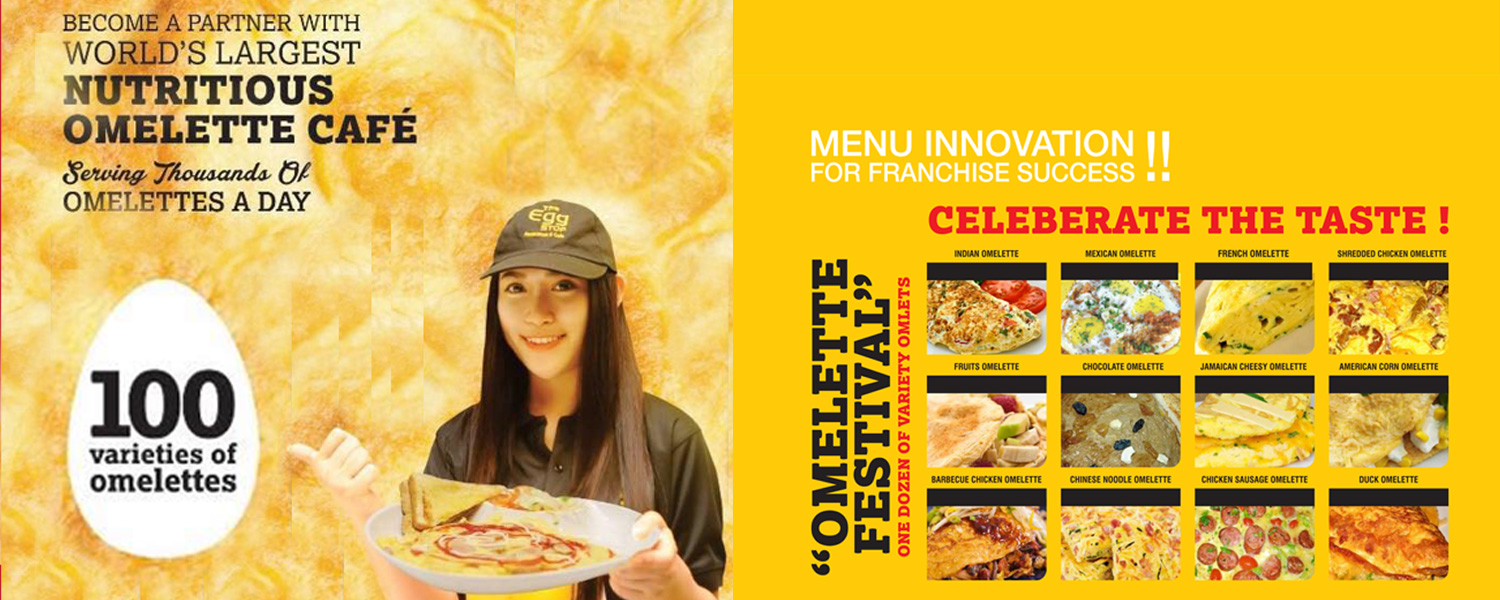 BECOME A PARTNER WITH
WORLD'S LARGEST
NUTRITIOUS
OMELETTE CAFÉ
Serving Thousands Of
OMELETTES A DAY
THE
Egg
STOP
100
varieties of
omelettes
MENU INNOVATION
FOR FRANCHISE SUCCESS !!
CELEBERATE THE TASTE !
"OMELETTE
FESTIVAL"
ONE DOZEN OF VARIETY OMLETS
INDIAN OMELETTE
MEXICAN OMELETTE
FRENCH OMELETTE
SHREDDED CHICKEN OMELETTE
FRUITS OMELETTE
CHOCOLATE OMELETTE
JAMAICAN CHEESY OMELETTE
AMERICAN CORN OMELETTE
BARBECUE CHICKEN OMELETTE
CHINESE NOODLE OMELETTE
CHICKEN SAUSAGE OMELETTE
DUCK OMELETTE